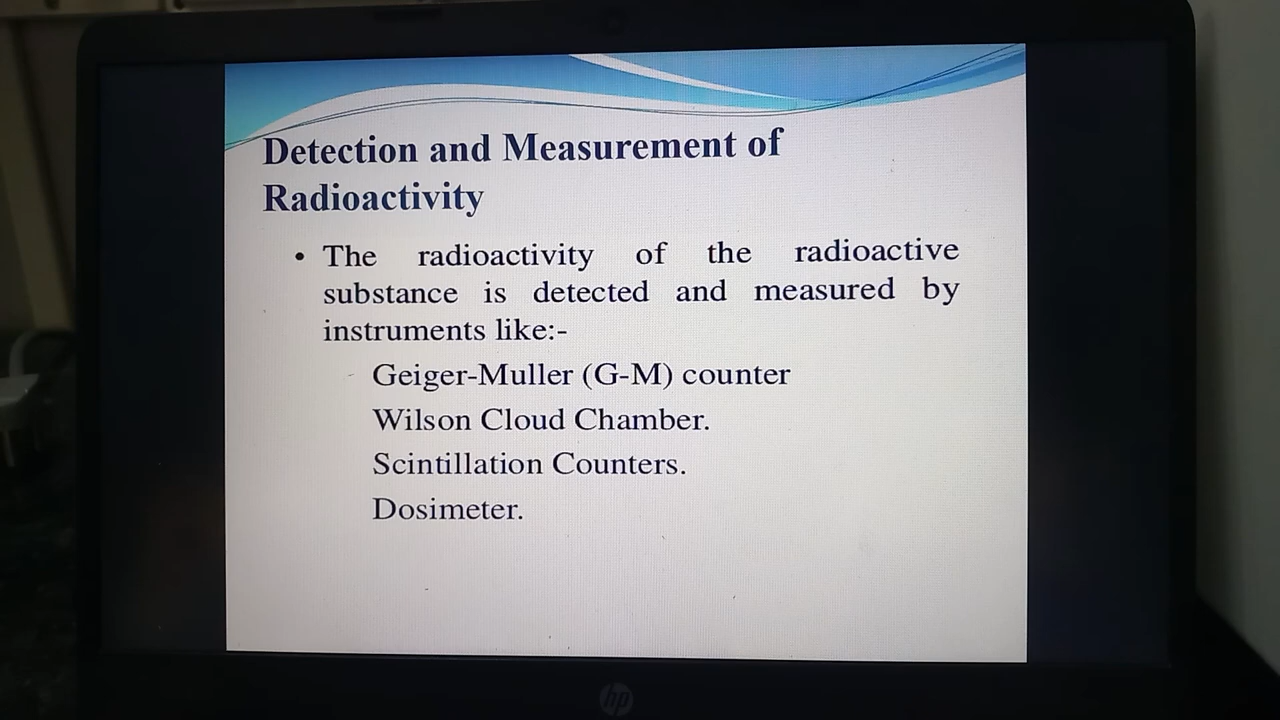 Detection and Measurement of
Radioactivity
• The radioactivity of the radioactive
substance is detected and measured by
instruments like:-
Geiger-Muller (G-M) counter
Wilson Cloud Chamber.
Scintillation Counters.
Dosimeter.
hp